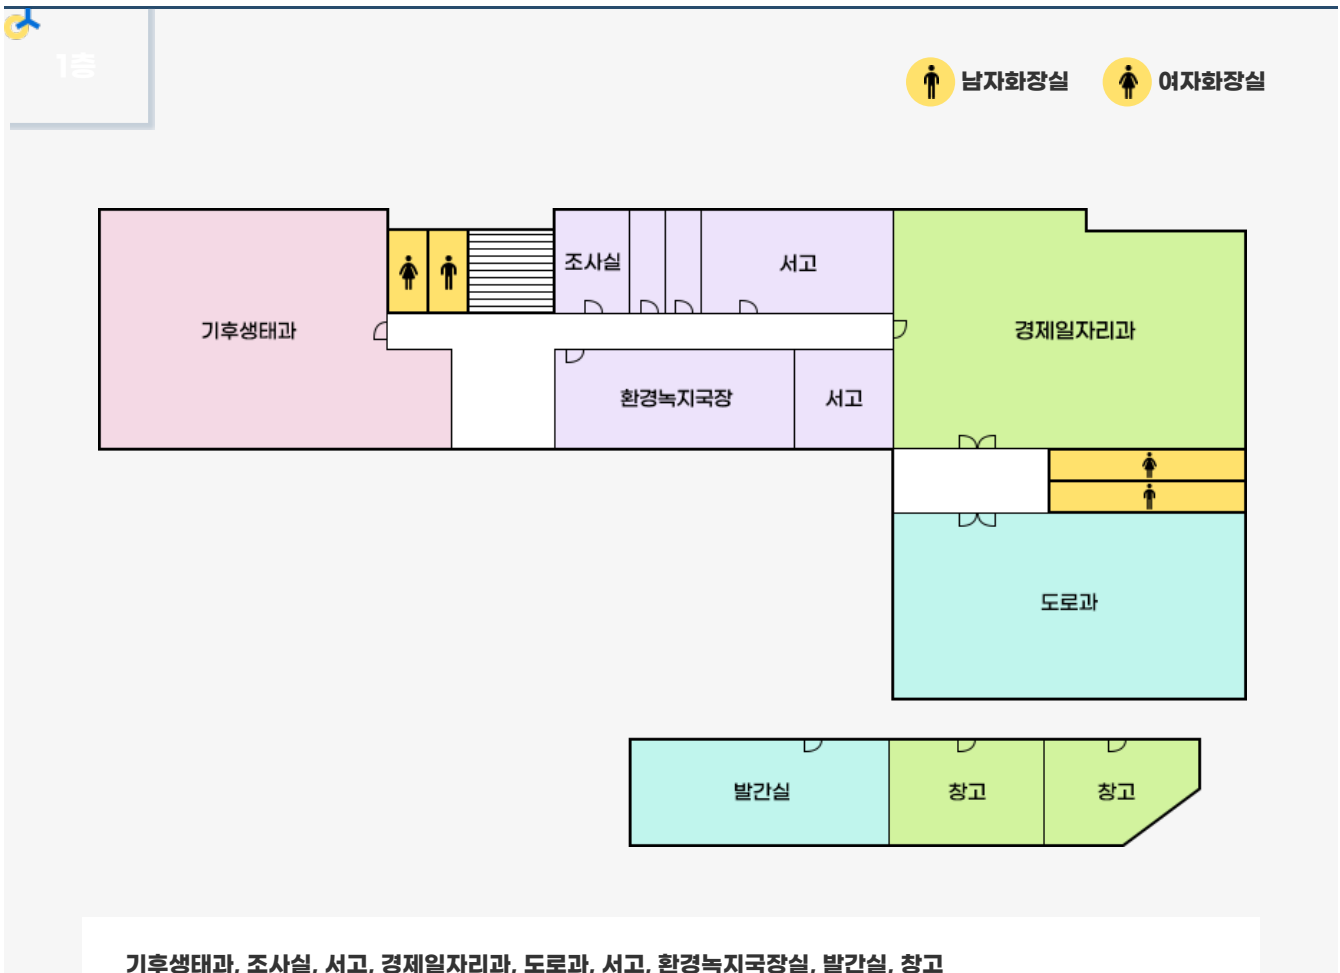 1층
남자화장실 여자화장실
조사실 서고
기후생태과 경제일자리과
환경녹지국장 서고
도로과
발간실 창고 창고
기후생태과, 조사실, 서고, 경제일자리과, 도로과, 서고, 환경녹지국장실, 발간실, 창고